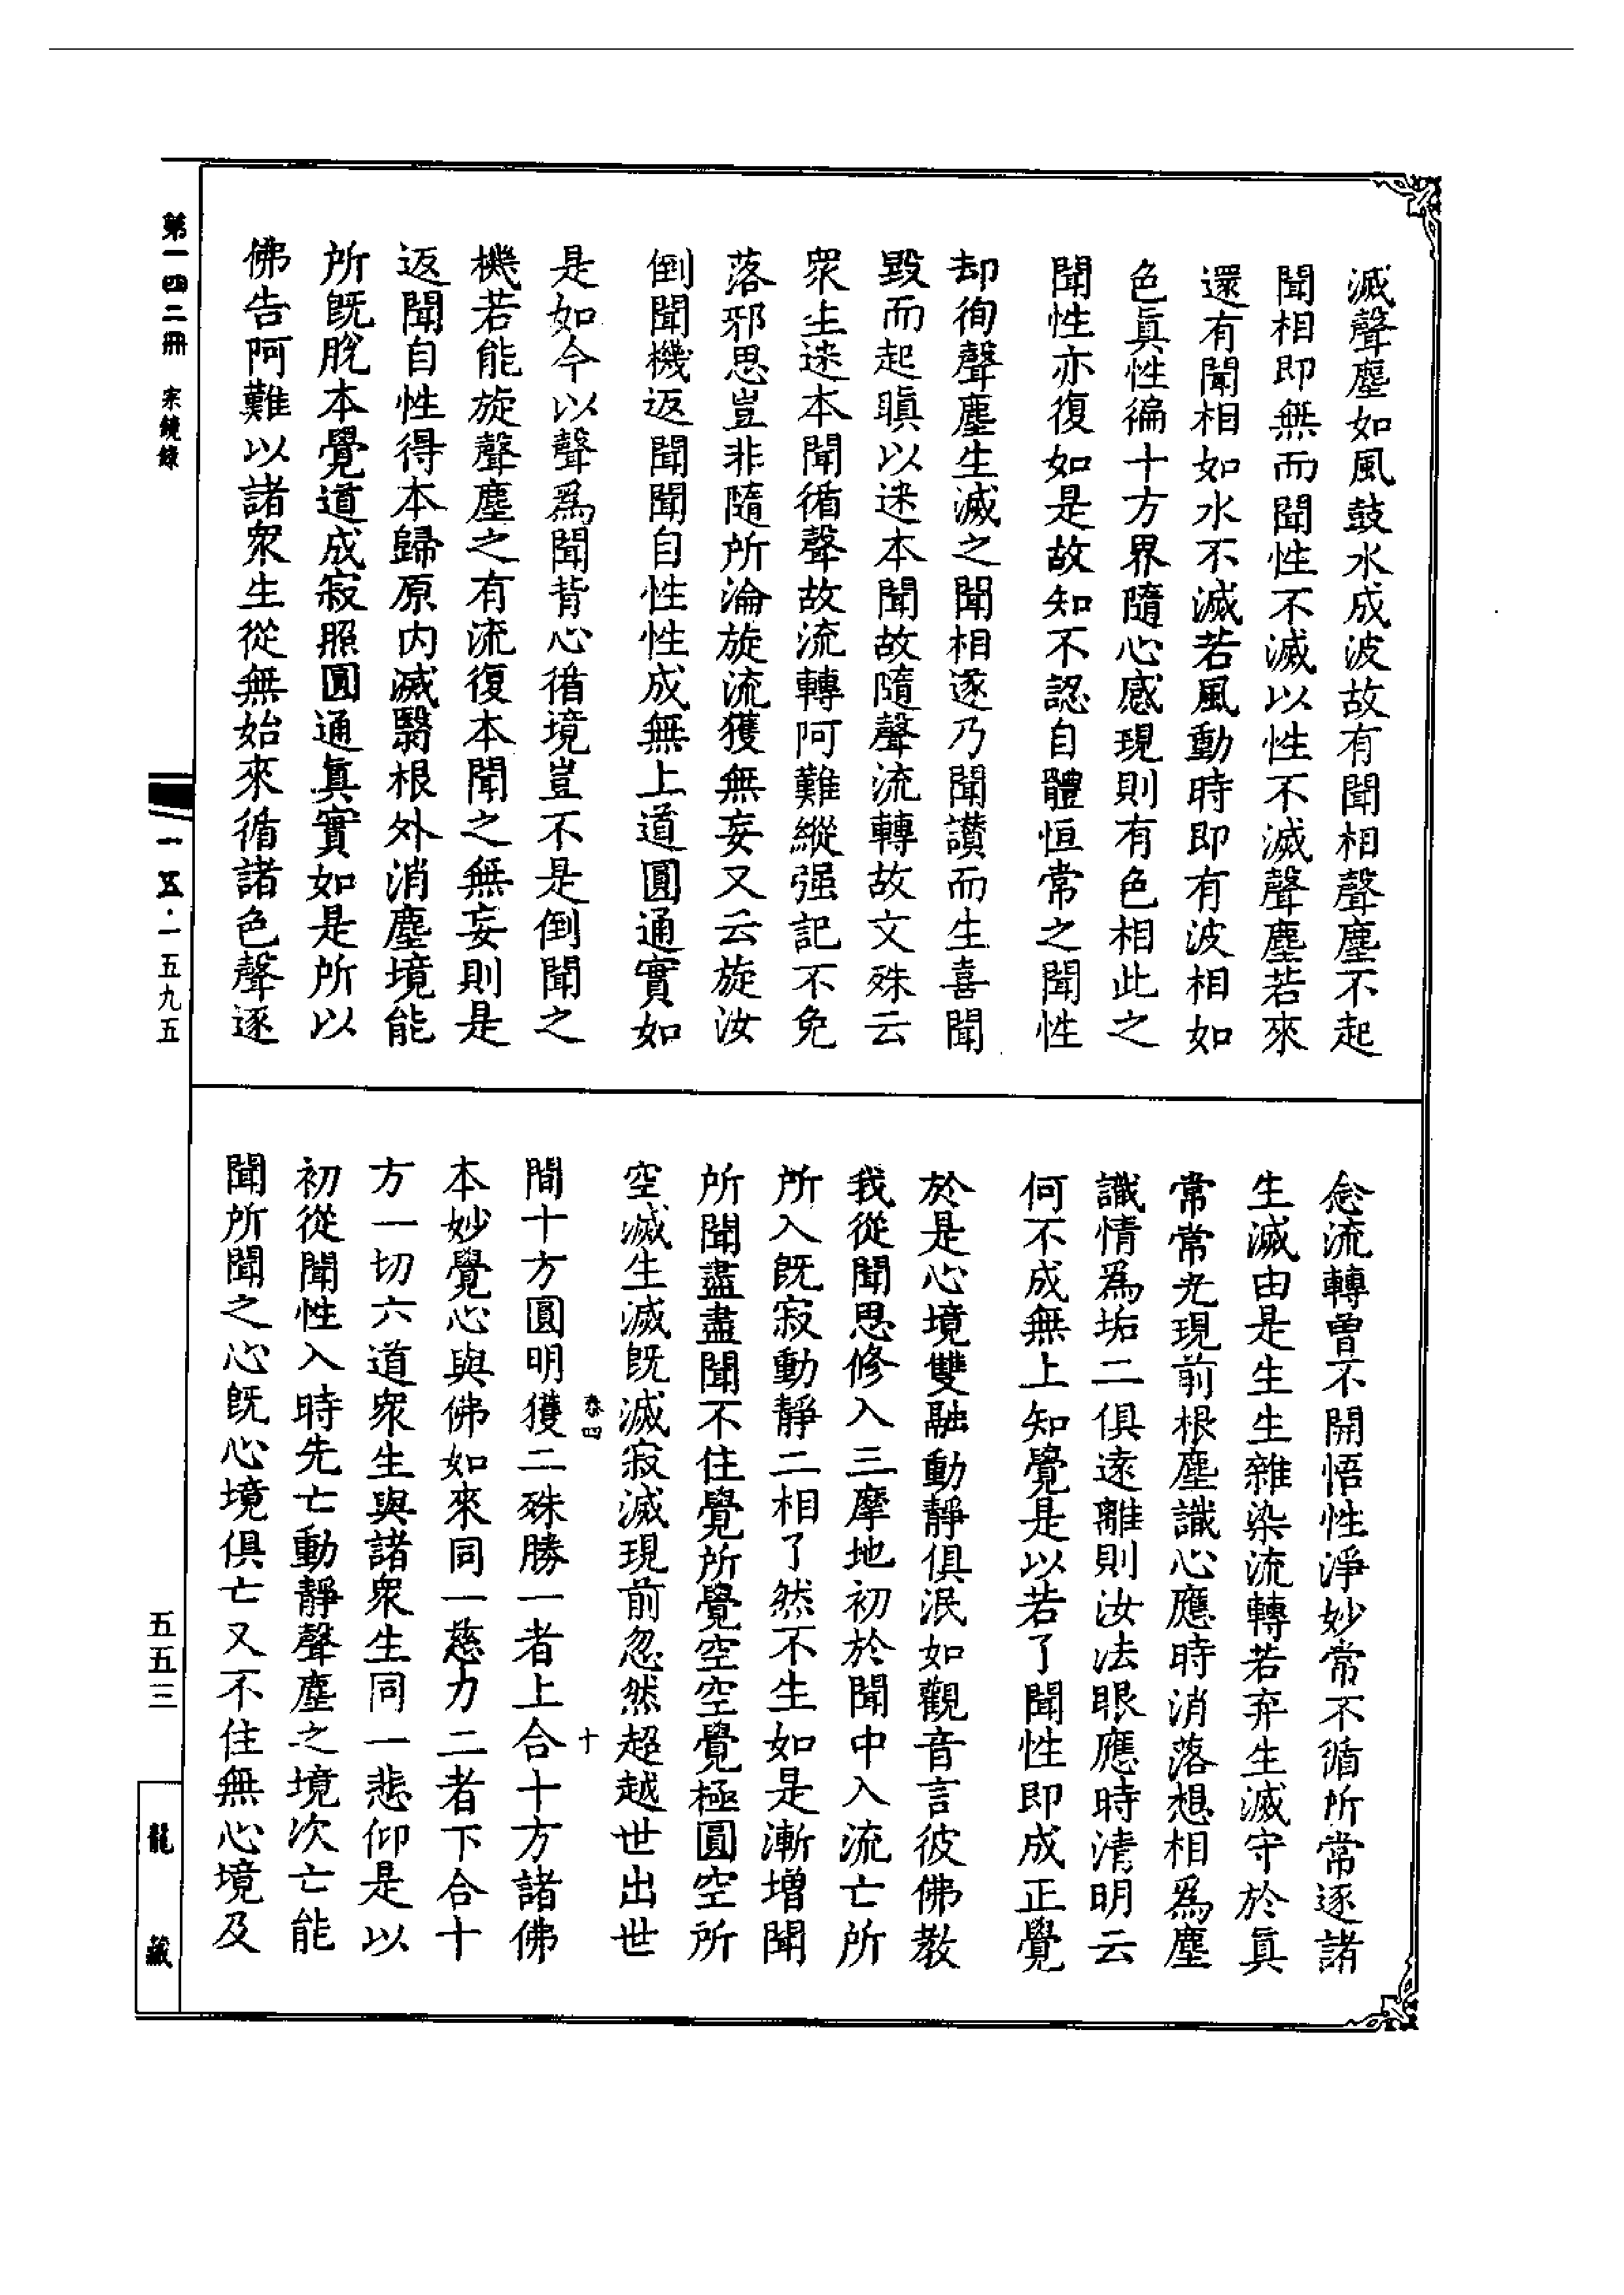 滅聲塵如風鼓水成波故有聞相聲塵不起
聞相即無而聞性不滅以性不滅聲塵若來
還有聞相如水不滅若風動時即有波相如
色眞性徧十方界隨心感現則有色相此之
聞性亦復如是故知不認自體恒常之聞性
却徇聲塵生滅之聞相遂乃聞讚而生喜聞
毀而起瞋以迷本聞故隨聲流轉故文殊云
衆生迷本聞循聲故流轉阿難縱强記不免
落邪思豈非隨所淪旋流獲無妄又云旋汝
倒聞機返聞聞自性性成無上道圓通實如
是如今以聲爲聞背心循境豈不是倒聞之
機若能旋聲塵之有流復本聞之無妄則是
返聞自性得本歸原内滅翳根外消塵境能
所既脫本覺道成寂照圓通眞實如是所以
佛告阿難以諸衆生從無始來循諸色聲逐
念流轉曾不開悟性淨妙常不循所常逐諸
生滅由是生生雜染流轉若弃生滅守於眞
常常光現前根塵識心應時消落想相爲塵
識情爲垢二俱遠離則汝法眼應時清明云
何不成無上知覺是以若了聞性即成正覺
於是心境雙融動靜俱泯如觀音言彼佛教
我從聞思修入三摩地初於聞中入流亡所
所入既寂動靜二相了然不生如是漸增聞
所聞盡盡聞不住覺所覺空空覺極圓空所
空滅生滅既滅寂滅現前忽然超越世出世
卷四 十
間十方圓明獲二殊勝一者上合十方諸佛
本妙覺心與佛如來同一慈力二者下合十
方一切六道衆生與諸衆生同一悲仰是以
初從聞性入時先亡動靜聲塵之境次亡能
聞所聞之心既心境俱亡又不住無心境及
第一四二冊 宗鏡錄
一一五·一五九五
五五三
龍藏